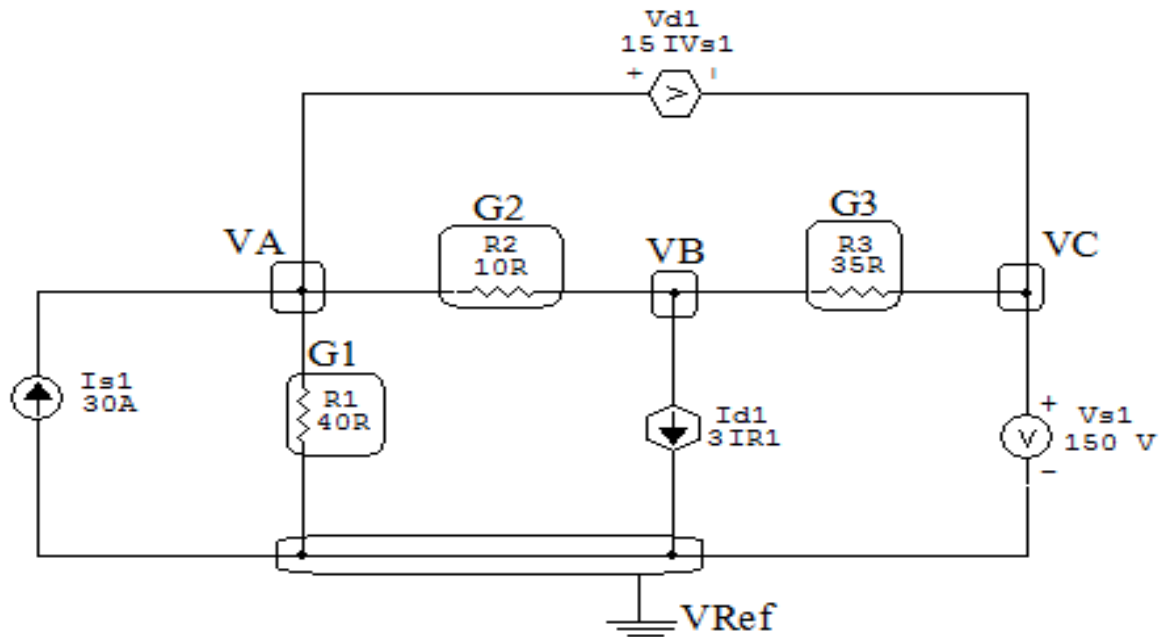 Vd1
15 IVs1
+ -
G2
G3
VA
R2
10R
VB
R3
35R
VC
G1
Is1
30A
R1
40R
Id1
3 IR1
+
V
Vs1
150 V
-
VRef